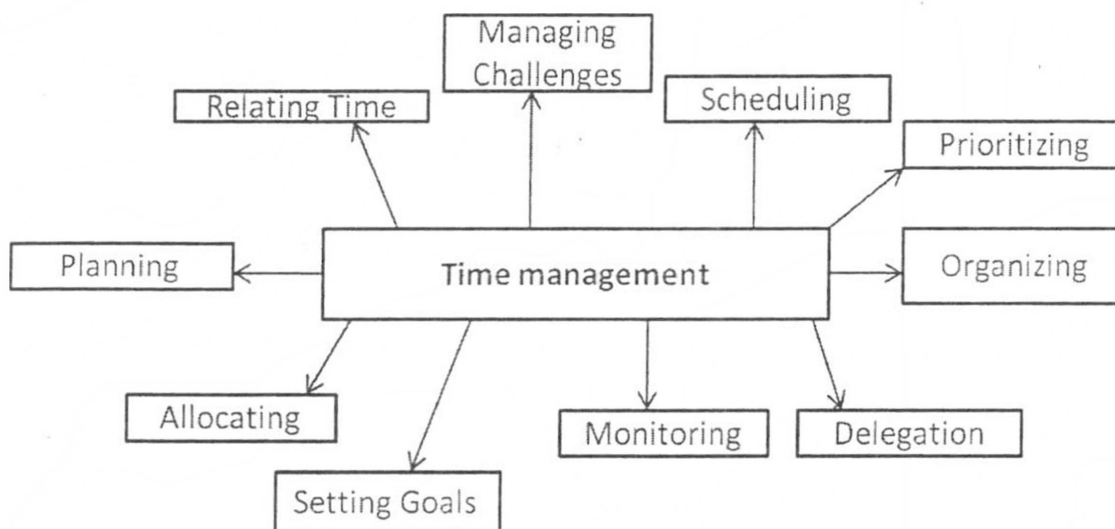 Managing
Challenges
Relating Time
Scheduling
Prioritizing
Planning
Time management
Organizing
Allocating
Monitoring
Delegation
Setting Goals